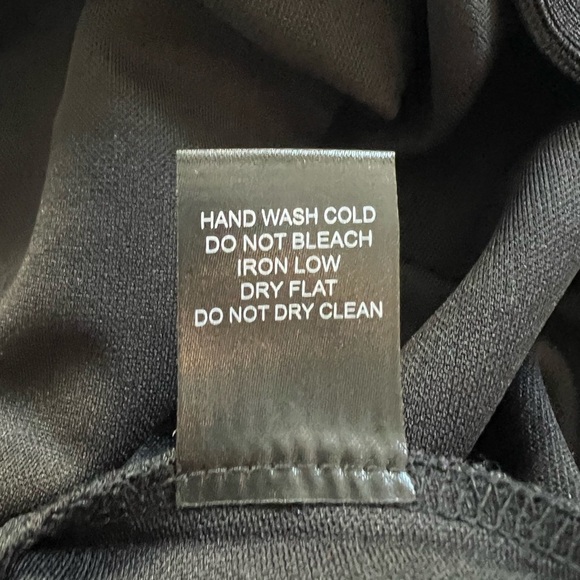 HAND WASH COLD
DO NOT BLEACH
IRON LOW
DRY FLAT
DO NOT DRY CLEAN